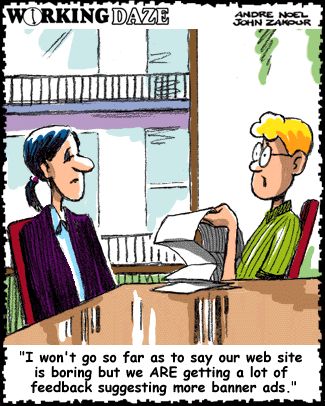 WORKING DAZE
ANDRE NOEL
JOHN ZAKOUR
"I won't go so far as to say our web site
is boring but we ARE getting a lot of
feedback suggesting more banner ads."